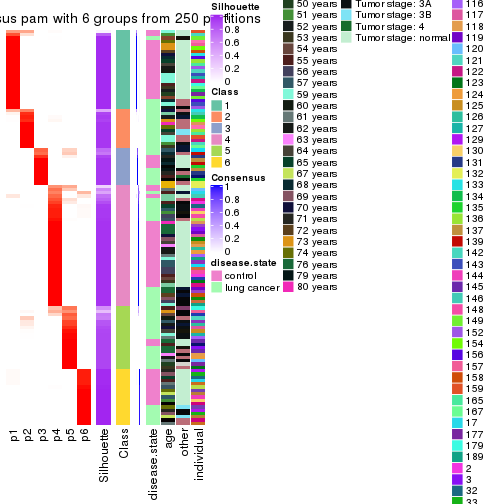 sus pam with 6 groups from 250 partitions
Silhouette
1
0.8
0.6
0.4
0.2
0
Class
1
2
3
4
5
6
Consensus
1
0.8
0.6
0.4
0.2
0
disease.state
control
lung cancer
50 years
51 years
52 years
53 years
54 years
55 years
56 years
57 years
59 years
60 years
61 years
62 years
63 years
64 years
65 years
67 years
68 years
69 years
70 years
71 years
72 years
73 years
74 years
76 years
79 years
80 years
Tumor stage: 3A
Tumor stage: 3B
Tumor stage: 4
Tumor stage: normal
116
117
118
119
120
121
122
123
124
125
126
127
129
130
131
132
133
134
135
136
137
139
142
143
144
145
146
148
149
152
154
156
157
158
159
165
167
17
177
179
189
2
3
32
33
p1
p2
p3
p4
p5
p6
Silhouette
Class
disease.state
age
other
individual